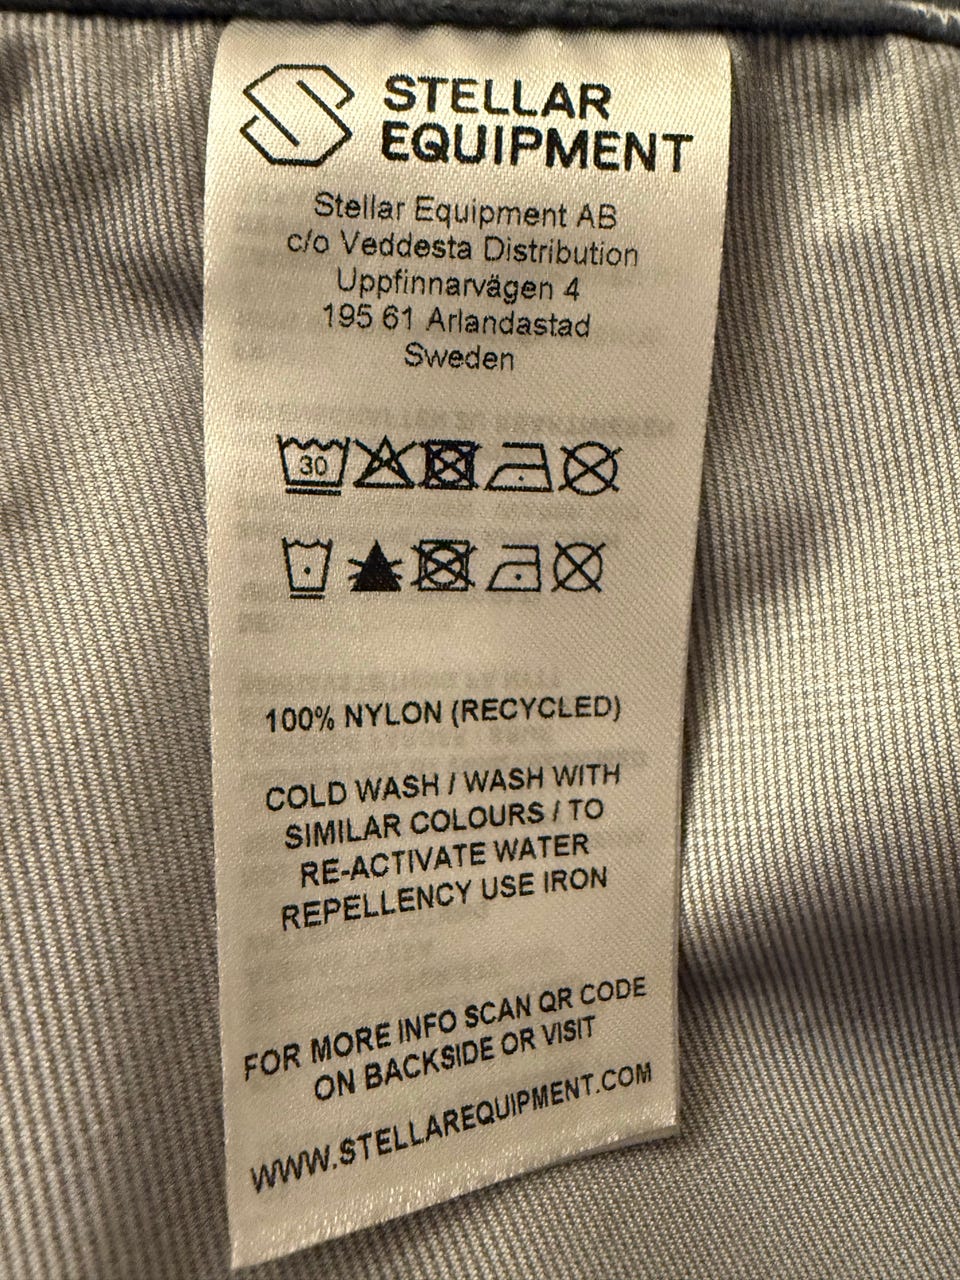 STELLAR
EQUIPMENT
Stellar Equipment AB
c/o Veddesta Distribution
Uppfinnarvägen 4
195 61 Arlandastad
Sweden
30
100% NYLON (RECYCLED)
COLD WASH / WASH WITH
SIMILAR COLOURS / TO
RE-ACTIVATE WATER
REPELLENCY USE IRON
FOR MORE INFO SCAN QR CODE
ON BACKSIDE OR VISIT
WWW.STELLAREQUIPMENT.COM